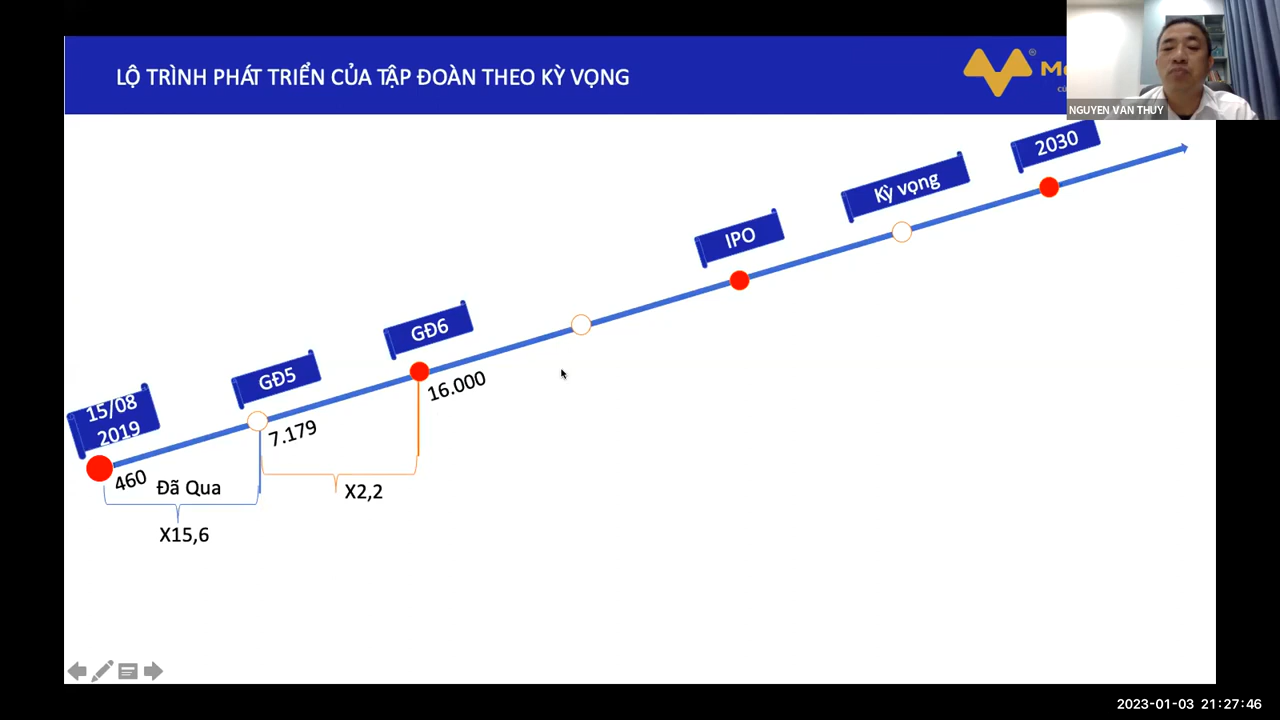 LỘ TRÌNH PHÁT TRIỂN CỦA TẬP ĐOÀN THEO KỲ VỌNG
NGUYEN VAN THUY
2030
Kỳ vọng
IPO
GĐ6
16.000
GĐ5
7.179
15/08
2019
460
Đã Qua
X2,2
X15,6
2023-01-03 21:27:46